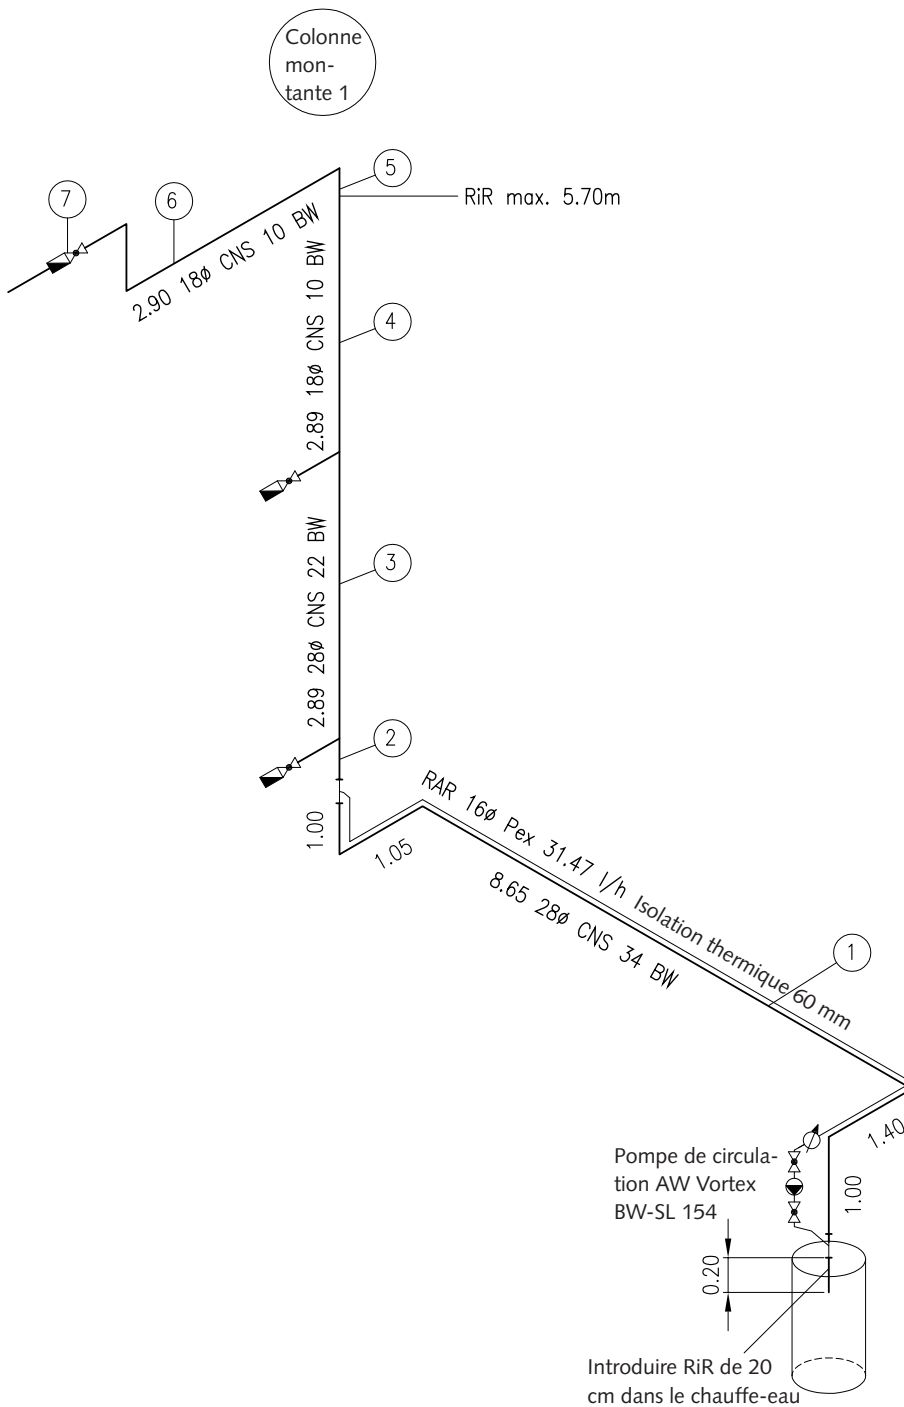 Colonne
mon-
tante 1
5
7
6
RiR max. 5.70m
2.90 18ø CNS 10 BW
2.89 18ø CNS 10 BW
4
2.89 28ø CNS 22 BW
3
2
RAR 16ø Pex 31.47 l/h Isolation thermique 60 mm
1.00
1.05
8.65 28ø CNS 34 BW
1
1.40
Pompe de circula-
tion AW Vortex
BW-SL 154
1.00
0.20
Introduire RiR de 20
cm dans le chauffe-eau